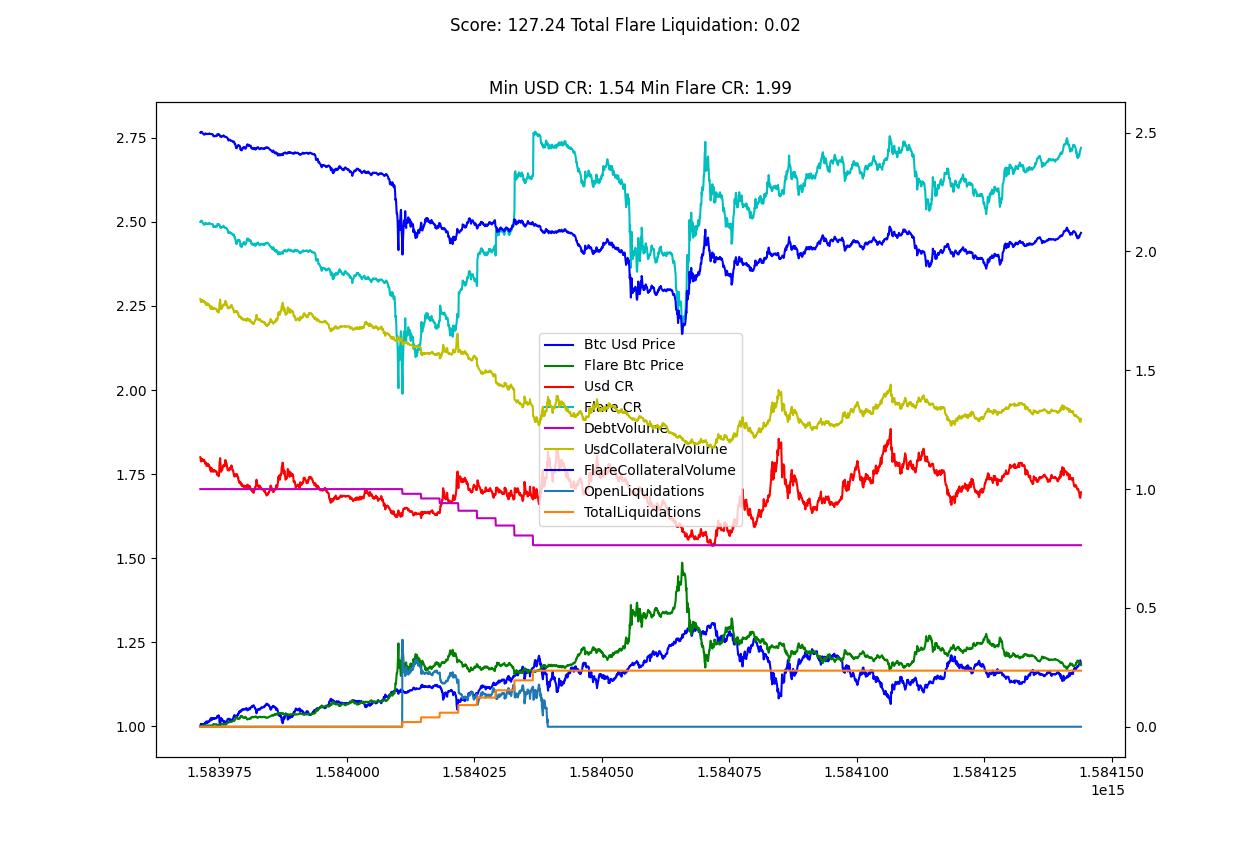 Score: 127.24 Total Flare Liquidation: 0.02
Min USD CR: 1.54 Min Flare CR: 1.99
2.75
2.50
2.25
2.00
1.75
1.50
1.25
1.00
2.5
2.0
1.5
1.0
0.5
0.0
Btc Usd Price
Flare Btc Price
Usd CR
Flare CR
DebtVolume
UsdCollateralVolume
FlareCollateralVolume
OpenLiquidations
TotalLiquidations
1.583975 1.584000 1.584025 1.584050 1.584075 1.584100 1.584125 1.584150
1e15